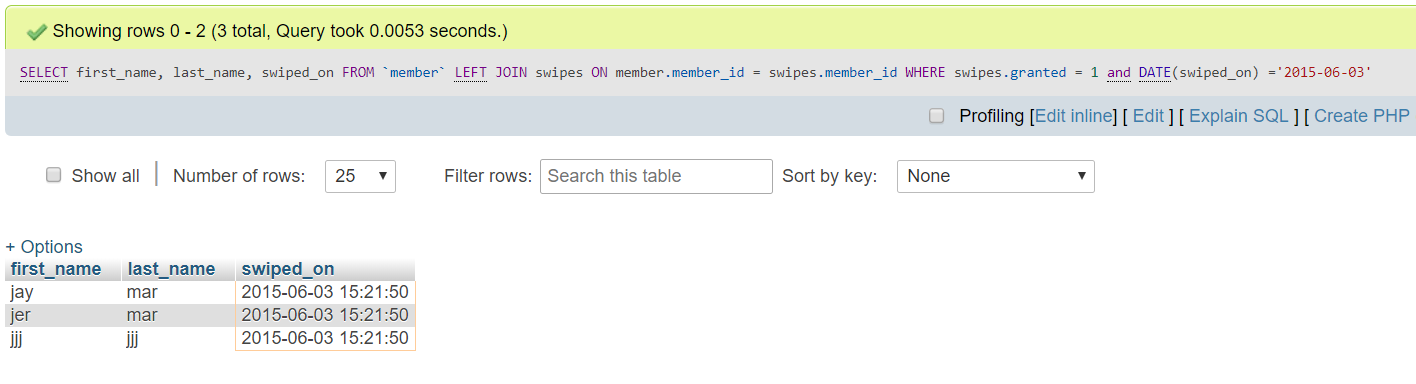 Showing rows 0 - 2 (3 total, Query took 0.0053 seconds.)
SELECT first_name, last_name, swiped_on FROM `member` LEFT JOIN swipes ON member.member_id = swipes.member_id WHERE swipes.granted = 1 and DATE(swiped_on) ='2015-06-03'
Profiling [Edit inline] [ Edit ] [ Explain SQL ] [ Create PHP
Show all | Number of rows: 25 Filter rows: Search this table Sort by key: None
+ Options
first_name last_name swiped_on
jay mar 2015-06-03 15:21:50
jer mar 2015-06-03 15:21:50
jjj jjj 2015-06-03 15:21:50